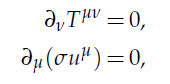 ∂_ν T^{μν} = 0,
∂_μ (σu^μ) = 0,